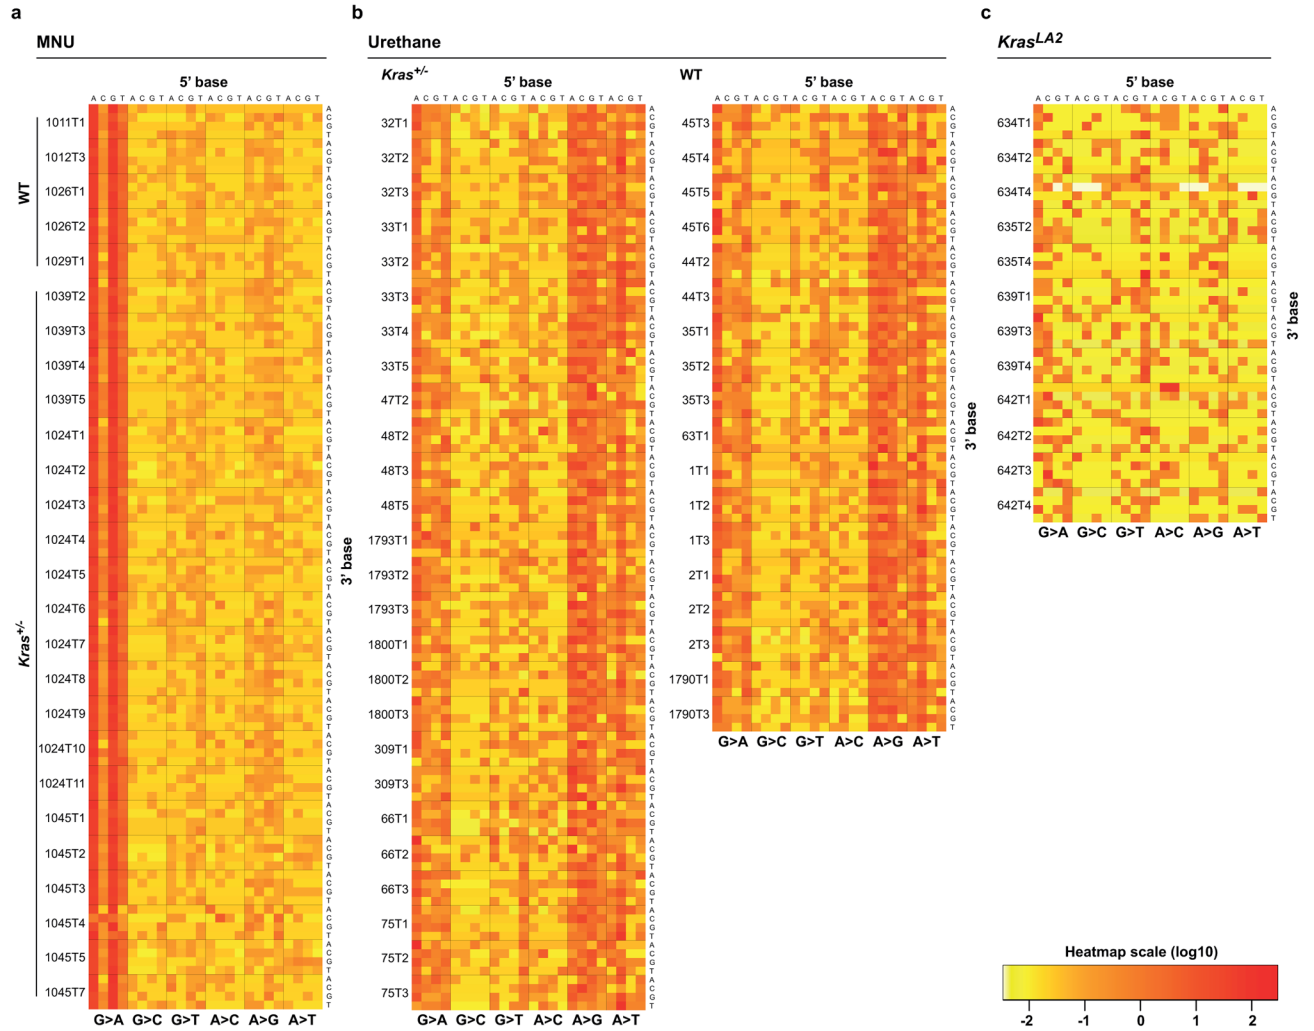 a
MNU
5' base
A C G T A C G T A C G T A C G T A C G T A C G T
WT
1011T1
1012T3
1026T1
1026T2
1029T1
Kras+/-
1039T2
1039T3
1039T4
1039T5
1024T1
1024T2
1024T3
1024T4
1024T5
1024T6
1024T7
1024T8
1024T9
1024T10
1024T11
1045T1
1045T2
1045T3
1045T4
1045T5
1045T7
3' base
G>A G>C G>T A>C A>G A>T
b
Urethane
Kras+/-
5' base
A C G T A C G T A C G T A C G T A C G T A C G T
32T1
32T2
32T3
33T1
33T2
33T3
33T4
33T5
47T2
48T2
48T3
48T5
1793T1
1793T2
1793T3
1800T1
1800T2
1800T3
309T1
309T3
66T1
66T2
66T3
75T1
75T2
75T3
G>A G>C G>T A>C A>G A>T
WT
5' base
A C G T A C G T A C G T A C G T A C G T A C G T
45T3
45T4
45T5
45T6
44T2
44T3
35T1
35T2
35T3
63T1
1T1
1T2
1T3
2T1
2T2
2T3
1790T1
1790T3
3' base
G>A G>C G>T A>C A>G A>T
c
KrasLA2
5' base
A C G T A C G T A C G T A C G T A C G T A C G T
634T1
634T2
634T4
635T2
635T4
639T1
639T3
639T4
642T1
642T2
642T3
642T4
3' base
G>A G>C G>T A>C A>G A>T
Heatmap scale (log10)
-2 -1 0 1 2